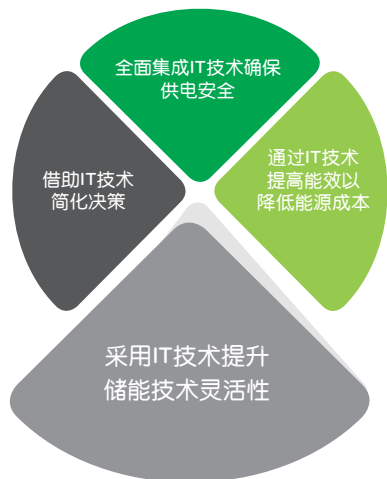 全面集成IT技术确保
供电安全
借助IT技术
简化决策
通过IT技术
提高能效以
降低能源成本
采用IT技术提升
储能技术灵活性